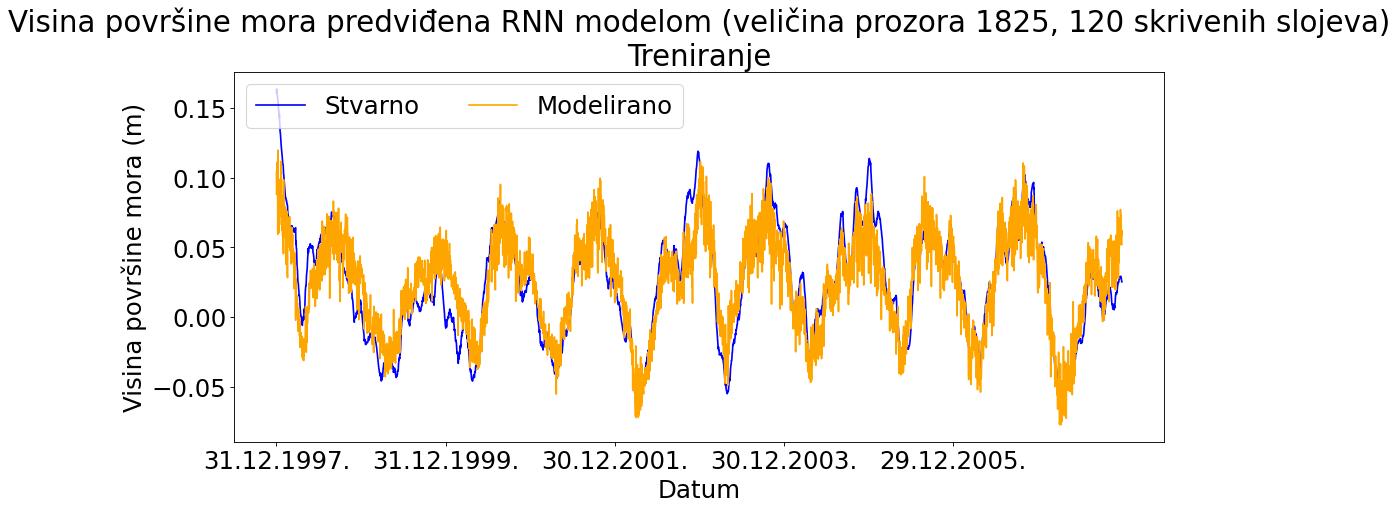 Visina površine mora predviđena RNN modelom (veličina prozora 1825, 120 skrivenih slojeva)
Treniranje
Stvarno Modelirano
Visina površine mora (m)
0.15
0.10
0.05
0.00
−0.05
31.12.1997. 31.12.1999. 30.12.2001. 30.12.2003. 29.12.2005.
Datum